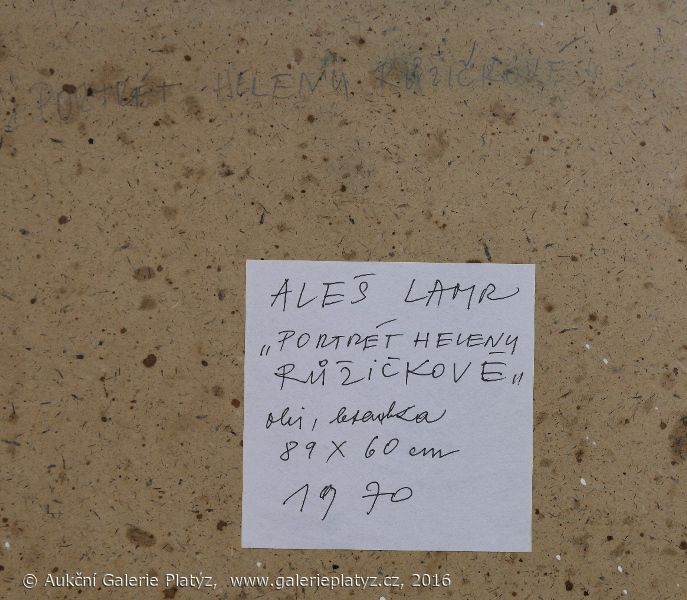 PORTRÉT HELENY RŮŽIČKOVÉ
ALEŠ LAMR
„PORTRÉT HELENY
RŮŽIČKOVÉ„
olej, lepenka
89 X 60 cm
1970
© Aukční Galerie Platýz, www.galerieplatyz.cz, 2016